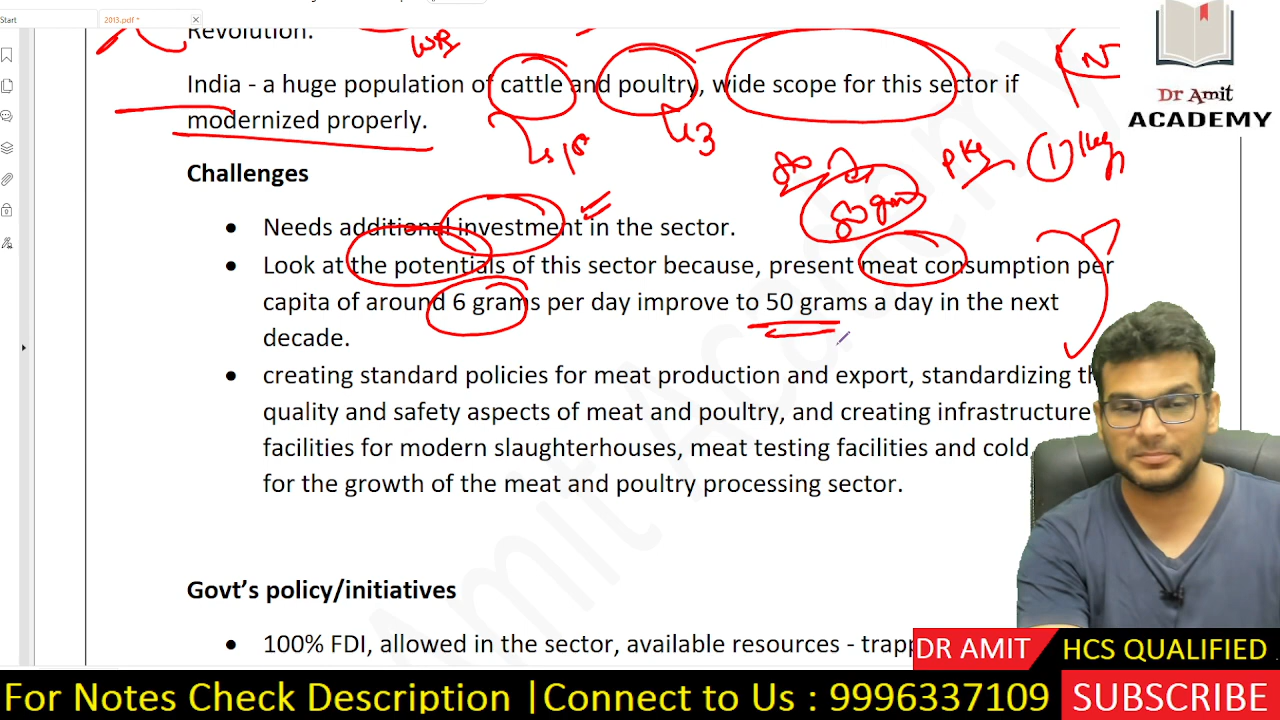 Start
2013.pdf *
Revolution.
WR
N
India - a huge population of cattle and poultry, wide scope for this sector if
modernized properly.
Dr Amit
ACADEMY
Challenges
• Needs additional investment in the sector.
50 gms
• Look at the potentials of this sector because, present meat consumption per
capita of around 6 grams per day improve to 50 grams a day in the next
decade.
• creating standard policies for meat production and export, standardizing th
quality and safety aspects of meat and poultry, and creating infrastructure
facilities for modern slaughterhouses, meat testing facilities and cold
for the growth of the meat and poultry processing sector.
Govt's policy/initiatives
• 100% FDI, allowed in the sector, available resources - trapp
Amit Academy
DR AMIT HCS QUALIFIED
For Notes Check Description |Connect to Us : 9996337109 SUBSCRIBE